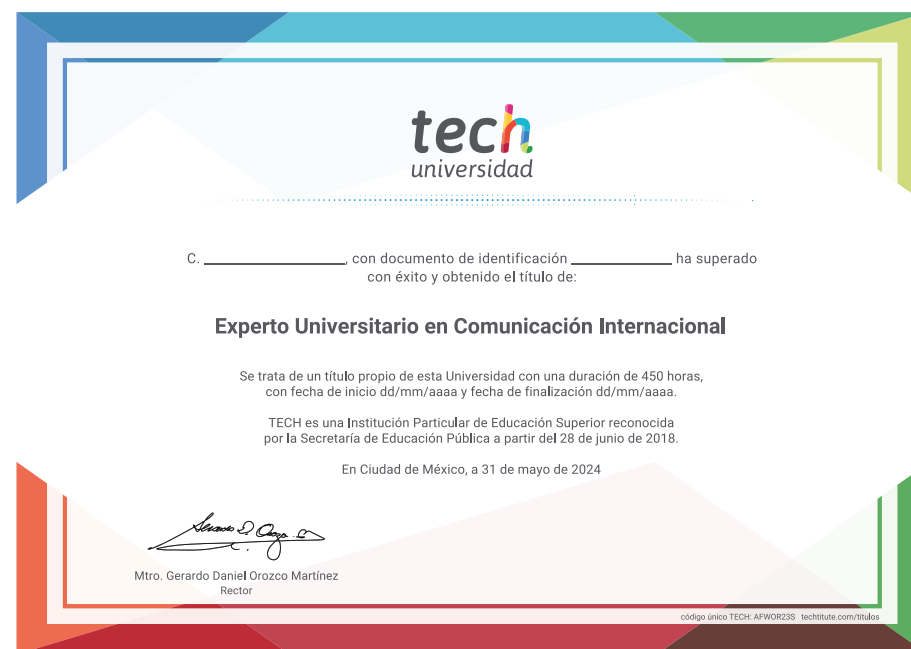 tech
universidad
C. ____________________, con documento de identificación ______________ ha superado
con éxito y obtenido el título de:
Experto Universitario en Comunicación Internacional
Se trata de un título propio de esta Universidad con una duración de 450 horas,
con fecha de inicio dd/mm/aaaa y fecha de finalización dd/mm/aaaa.
TECH es una Institución Particular de Educación Superior reconocida
por la Secretaría de Educación Pública a partir del 28 de junio de 2018.
En Ciudad de México, a 31 de mayo de 2024
Mtro. Gerardo Daniel Orozco Martínez
Rector
código único TECH: AFWOR23S techtitute.com/titulos